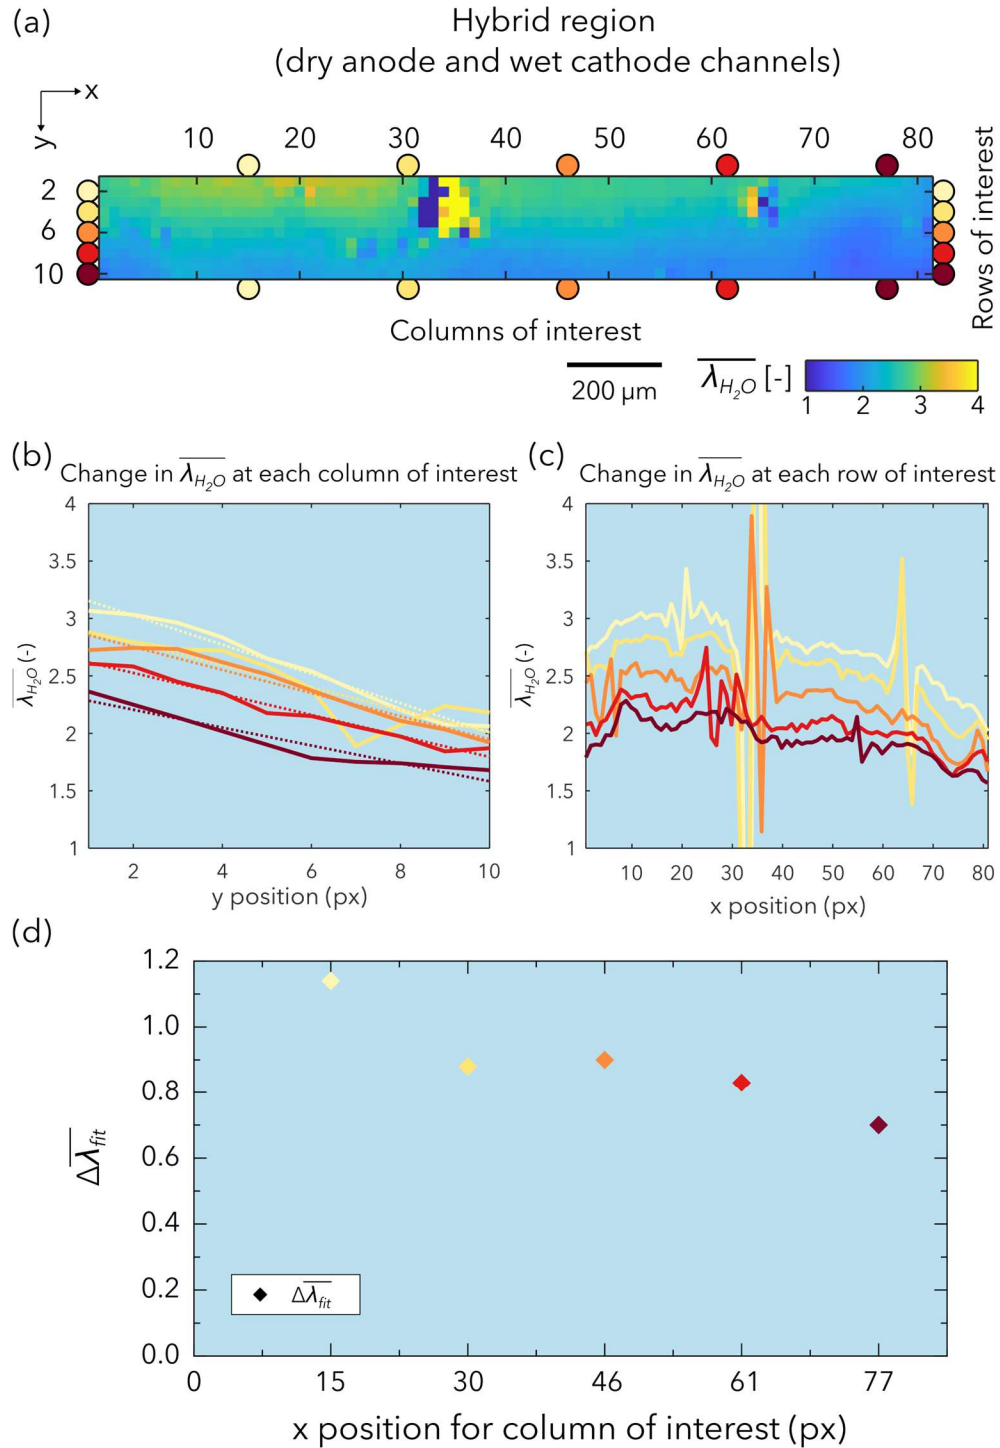 (a)
Hybrid region
(dry anode and wet cathode channels)
x
y
10 20 30 40 50 60 70 80
2
6
10
Rows of interest
Columns of interest
200 µm
λH₂O [-]
1 2 3 4
(b)
Change in λH₂O at each column of interest
4
3.5
3
2.5
2
1.5
1
λH₂O (-)
2 4 6 8 10
y position (px)
(c)
Change in λH₂O at each row of interest
4
3.5
3
2.5
2
1.5
1
λH₂O (-)
10 20 30 40 50 60 70 80
x position (px)
(d)
1.2
1.0
0.8
0.6
0.4
0.2
0.0
Δλfit
Δλfit
0 15 30 46 61 77
x position for column of interest (px)